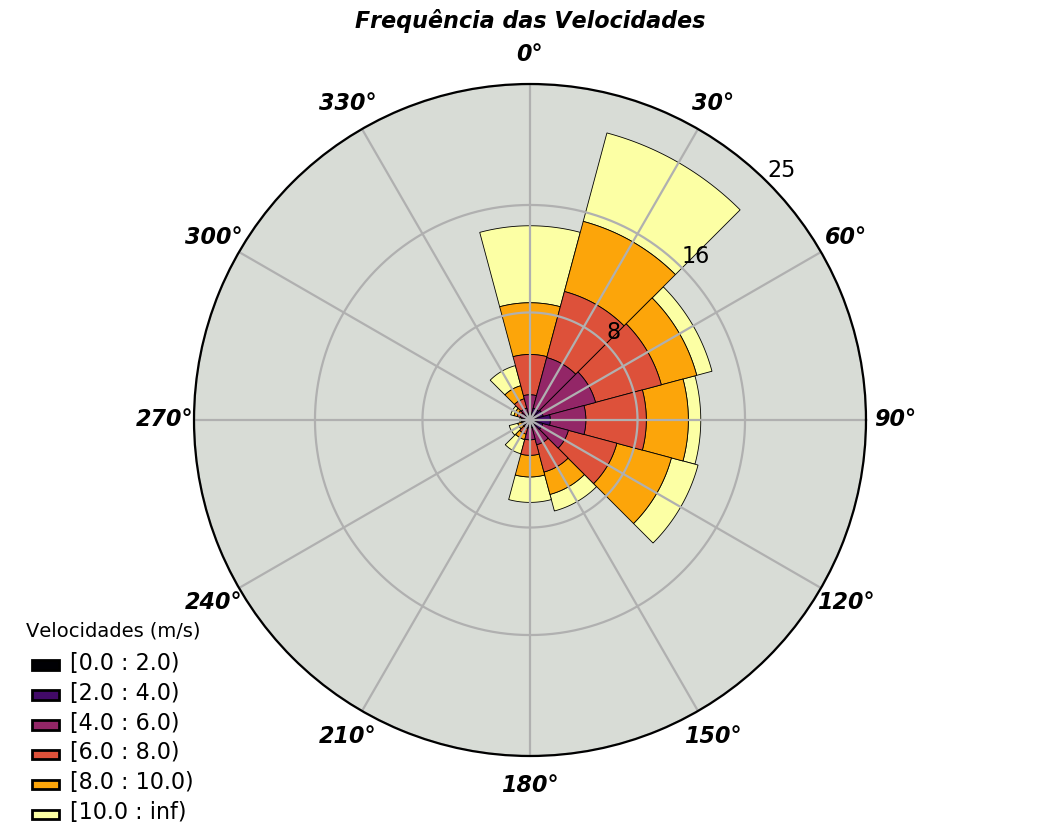 Frequência das Velocidades
0°
30°
60°
90°
120°
150°
180°
210°
240°
270°
300°
330°
8
16
25
Velocidades (m/s)
[0.0 : 2.0)
[2.0 : 4.0)
[4.0 : 6.0)
[6.0 : 8.0)
[8.0 : 10.0)
[10.0 : inf)